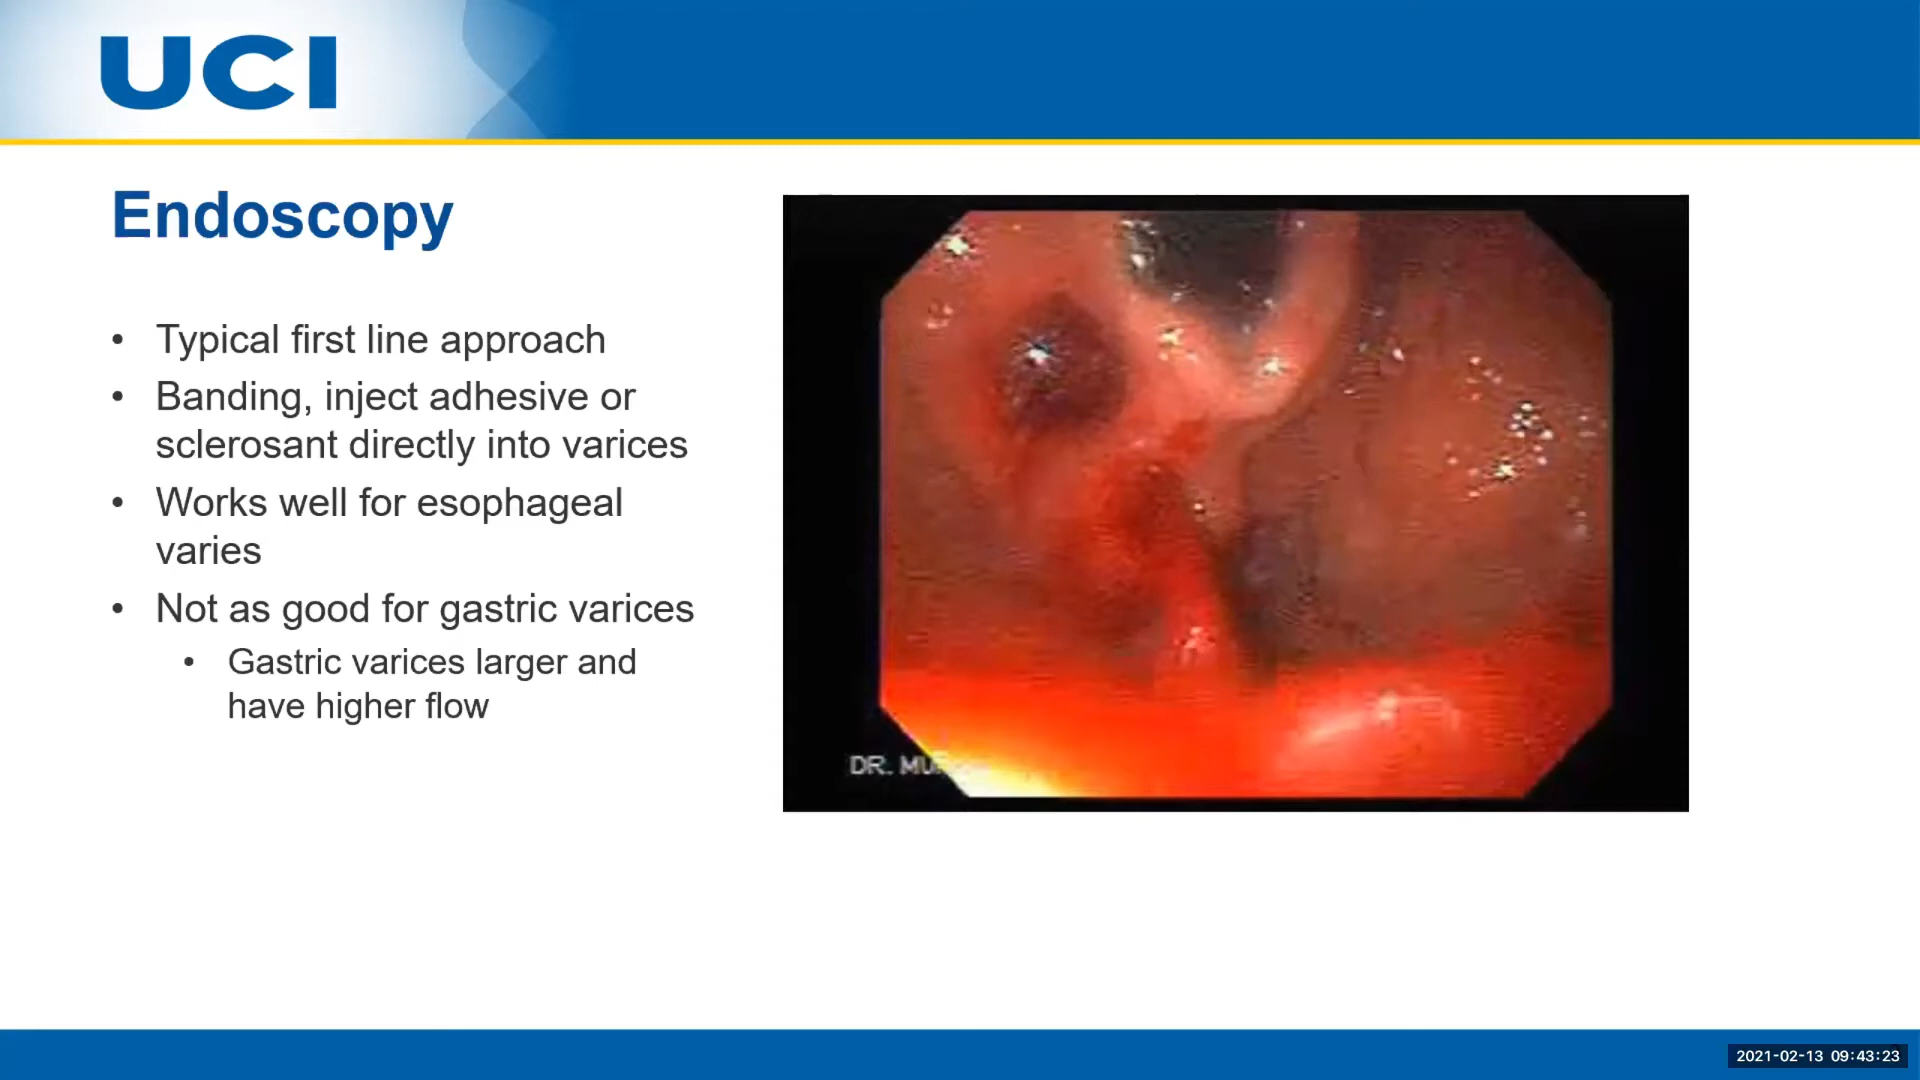 UCI
Endoscopy
• Typical first line approach
• Banding, inject adhesive or
sclerosant directly into varices
• Works well for esophageal
varies
• Not as good for gastric varices
• Gastric varices larger and
have higher flow
DR.
2021-02-13 09:43:23